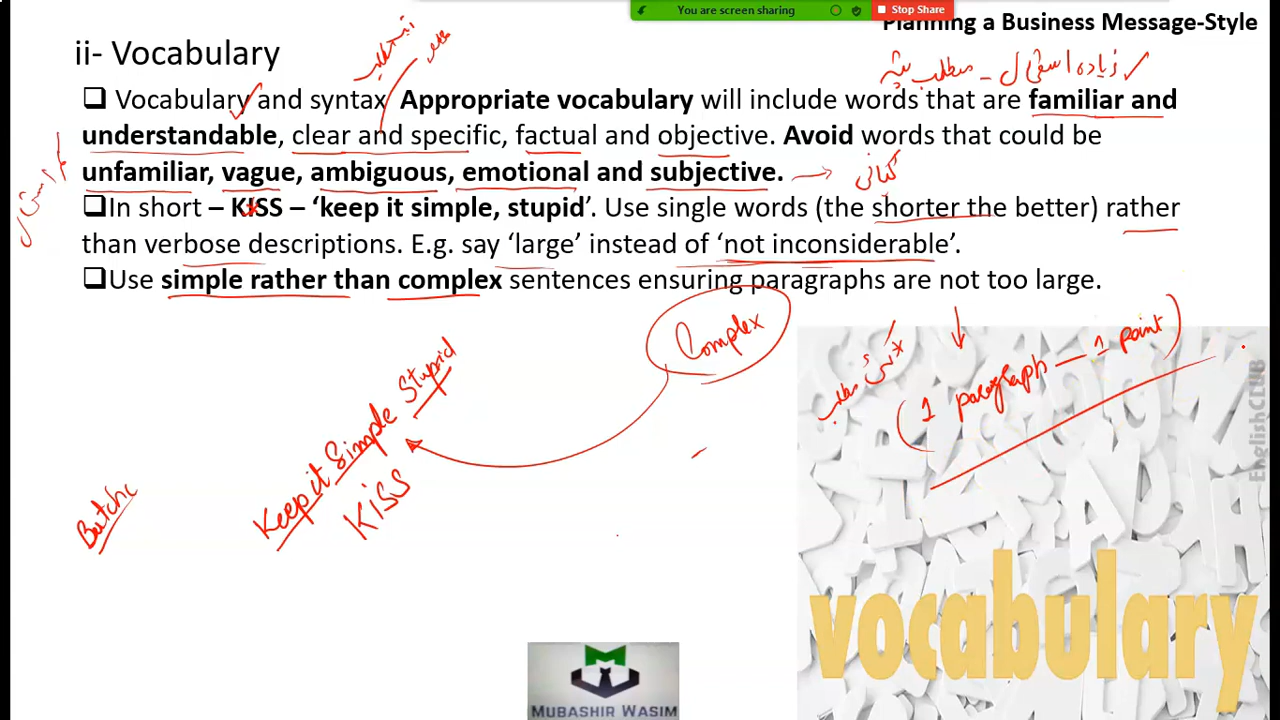 You are screen sharing
Stop Share
Planning a Business Message-Style
ii- Vocabulary
زیادہ استعمال - مطلب پتہ
❑ Vocabulary and syntax Appropriate vocabulary will include words that are familiar and
understandable, clear and specific, factual and objective. Avoid words that could be
unfamiliar, vague, ambiguous, emotional and subjective.
❑In short – KISS – ‘keep it simple, stupid’. Use single words (the shorter the better) rather
than verbose descriptions. E.g. say ‘large’ instead of ‘not inconsiderable’.
❑Use simple rather than complex sentences ensuring paragraphs are not too large.
Complex
(1 paragraph — 1 point)
Keep it Simple Stupid
KISS
EnglishCLUB
vocabulary
MUBASHIR WASIM